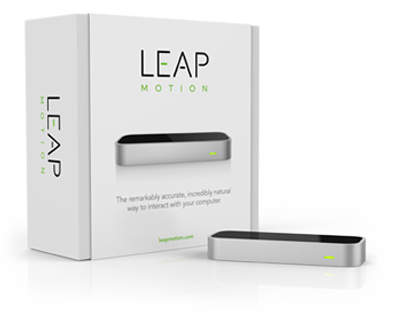 LEAP
MOTION
LEAP
MOTION
The remarkably accurate, incredibly natural
way to interact with your computer.
leapmotion.com